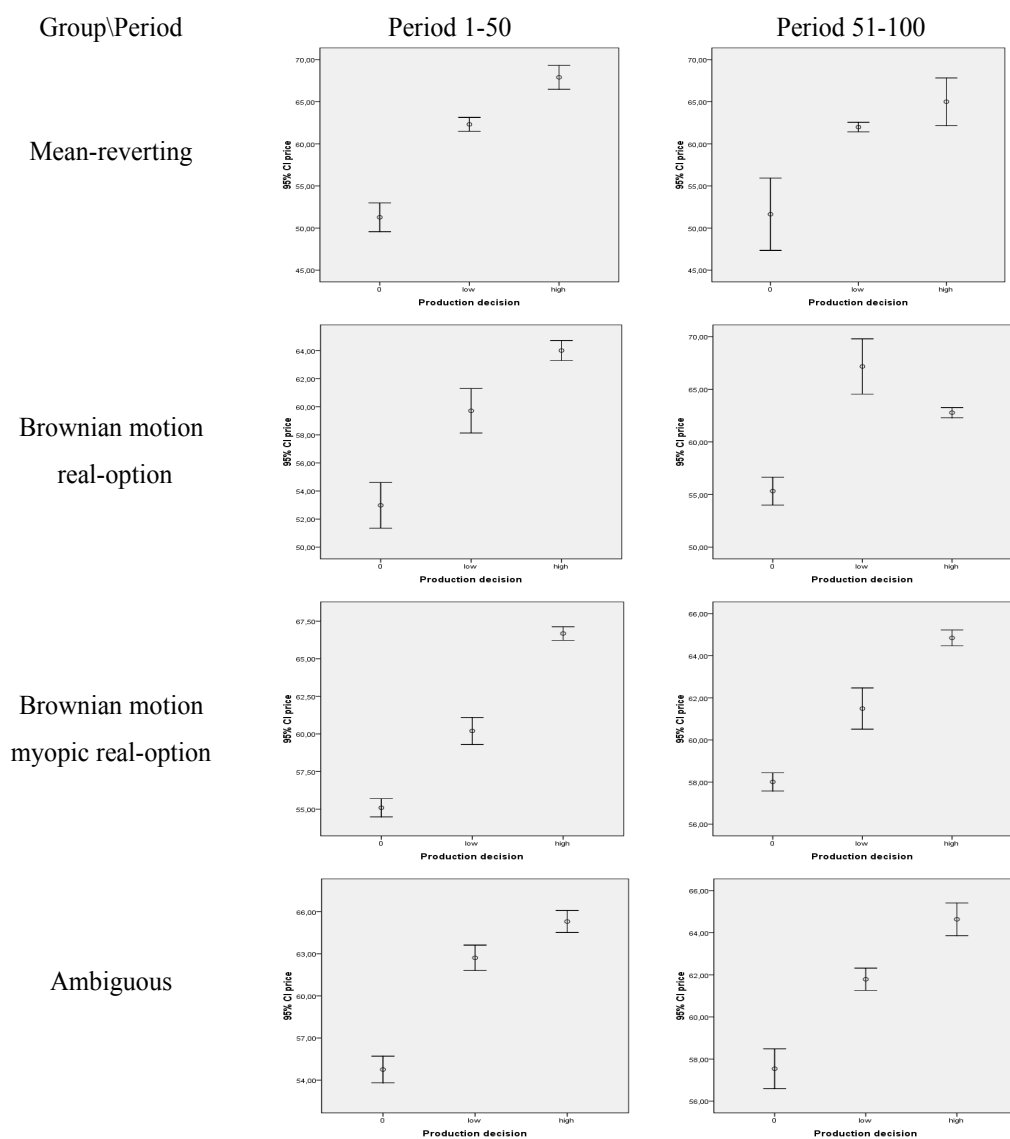 Group\Period
Period 1-50
Period 51-100
Mean-reverting
95% CI price
70,00
65,00
60,00
55,00
50,00
45,00
0
low
high
Production decision
95% CI price
70,00
65,00
60,00
55,00
50,00
45,00
0
low
high
Production decision
Brownian motion
real-option
95% CI price
64,00
62,00
60,00
58,00
56,00
54,00
52,00
50,00
0
low
high
Production decision
95% CI price
70,00
65,00
60,00
55,00
50,00
0
low
high
Production decision
Brownian motion
myopic real-option
95% CI price
67,50
65,00
62,50
60,00
57,50
55,00
0
low
high
Production decision
95% CI price
66,00
64,00
62,00
60,00
58,00
56,00
0
low
high
Production decision
Ambiguous
95% CI price
66,00
63,00
60,00
57,00
54,00
0
low
high
Production decision
95% CI price
66,00
64,00
62,00
60,00
58,00
56,00
0
low
high
Production decision